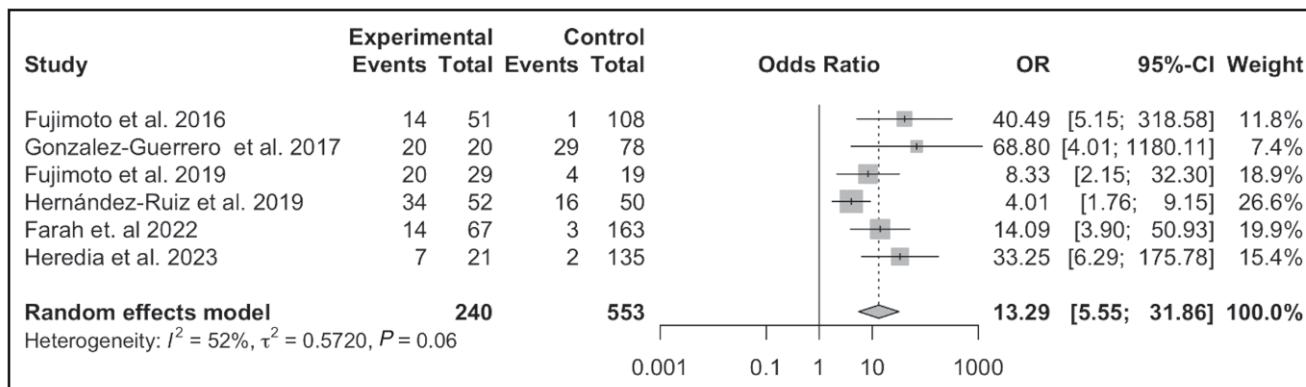 Experimental Control
Study Events Total Events Total Odds Ratio OR 95%-CI Weight
Fujimoto et al. 2016 14 51 1 108 40.49 [5.15; 318.58] 11.8%
Gonzalez-Guerrero et al. 2017 20 20 29 78 68.80 [4.01; 1180.11] 7.4%
Fujimoto et al. 2019 20 29 4 19 8.33 [2.15; 32.30] 18.9%
Hernández-Ruiz et al. 2019 34 52 16 50 4.01 [1.76; 9.15] 26.6%
Farah et. al 2022 14 67 3 163 14.09 [3.90; 50.93] 19.9%
Heredia et al. 2023 7 21 2 135 33.25 [6.29; 175.78] 15.4%
Random effects model 240 553 13.29 [5.55; 31.86] 100.0%
Heterogeneity: I² = 52%, τ² = 0.5720, P = 0.06
0.001 0.1 1 10 1000